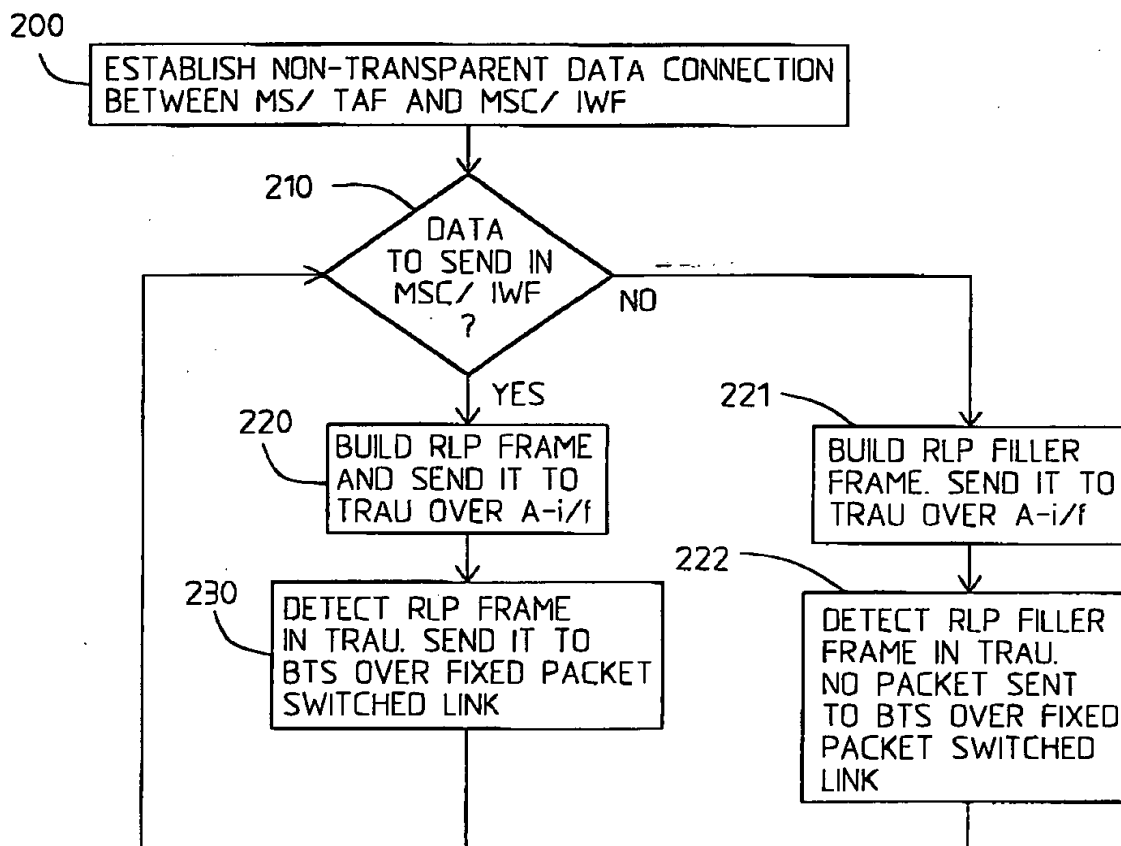 200
ESTABLISH NON-TRANSPARENT DATA CONNECTION
BETWEEN MS/ TAF AND MSC/ IWF
210
DATA
TO SEND IN
MSC/ IWF
?
NO
YES
220
BUILD RLP FRAME
AND SEND IT TO
TRAU OVER A-i/f
221
BUILD RLP FILLER
FRAME. SEND IT TO
TRAU OVER A-i/f
230
DETECT RLP FRAME
IN TRAU. SEND IT TO
BTS OVER FIXED PACKET
SWITCHED LINK
222
DETECT RLP FILLER
FRAME IN TRAU.
NO PACKET SENT
TO BTS OVER FIXED
PACKET SWITCHED
LINK